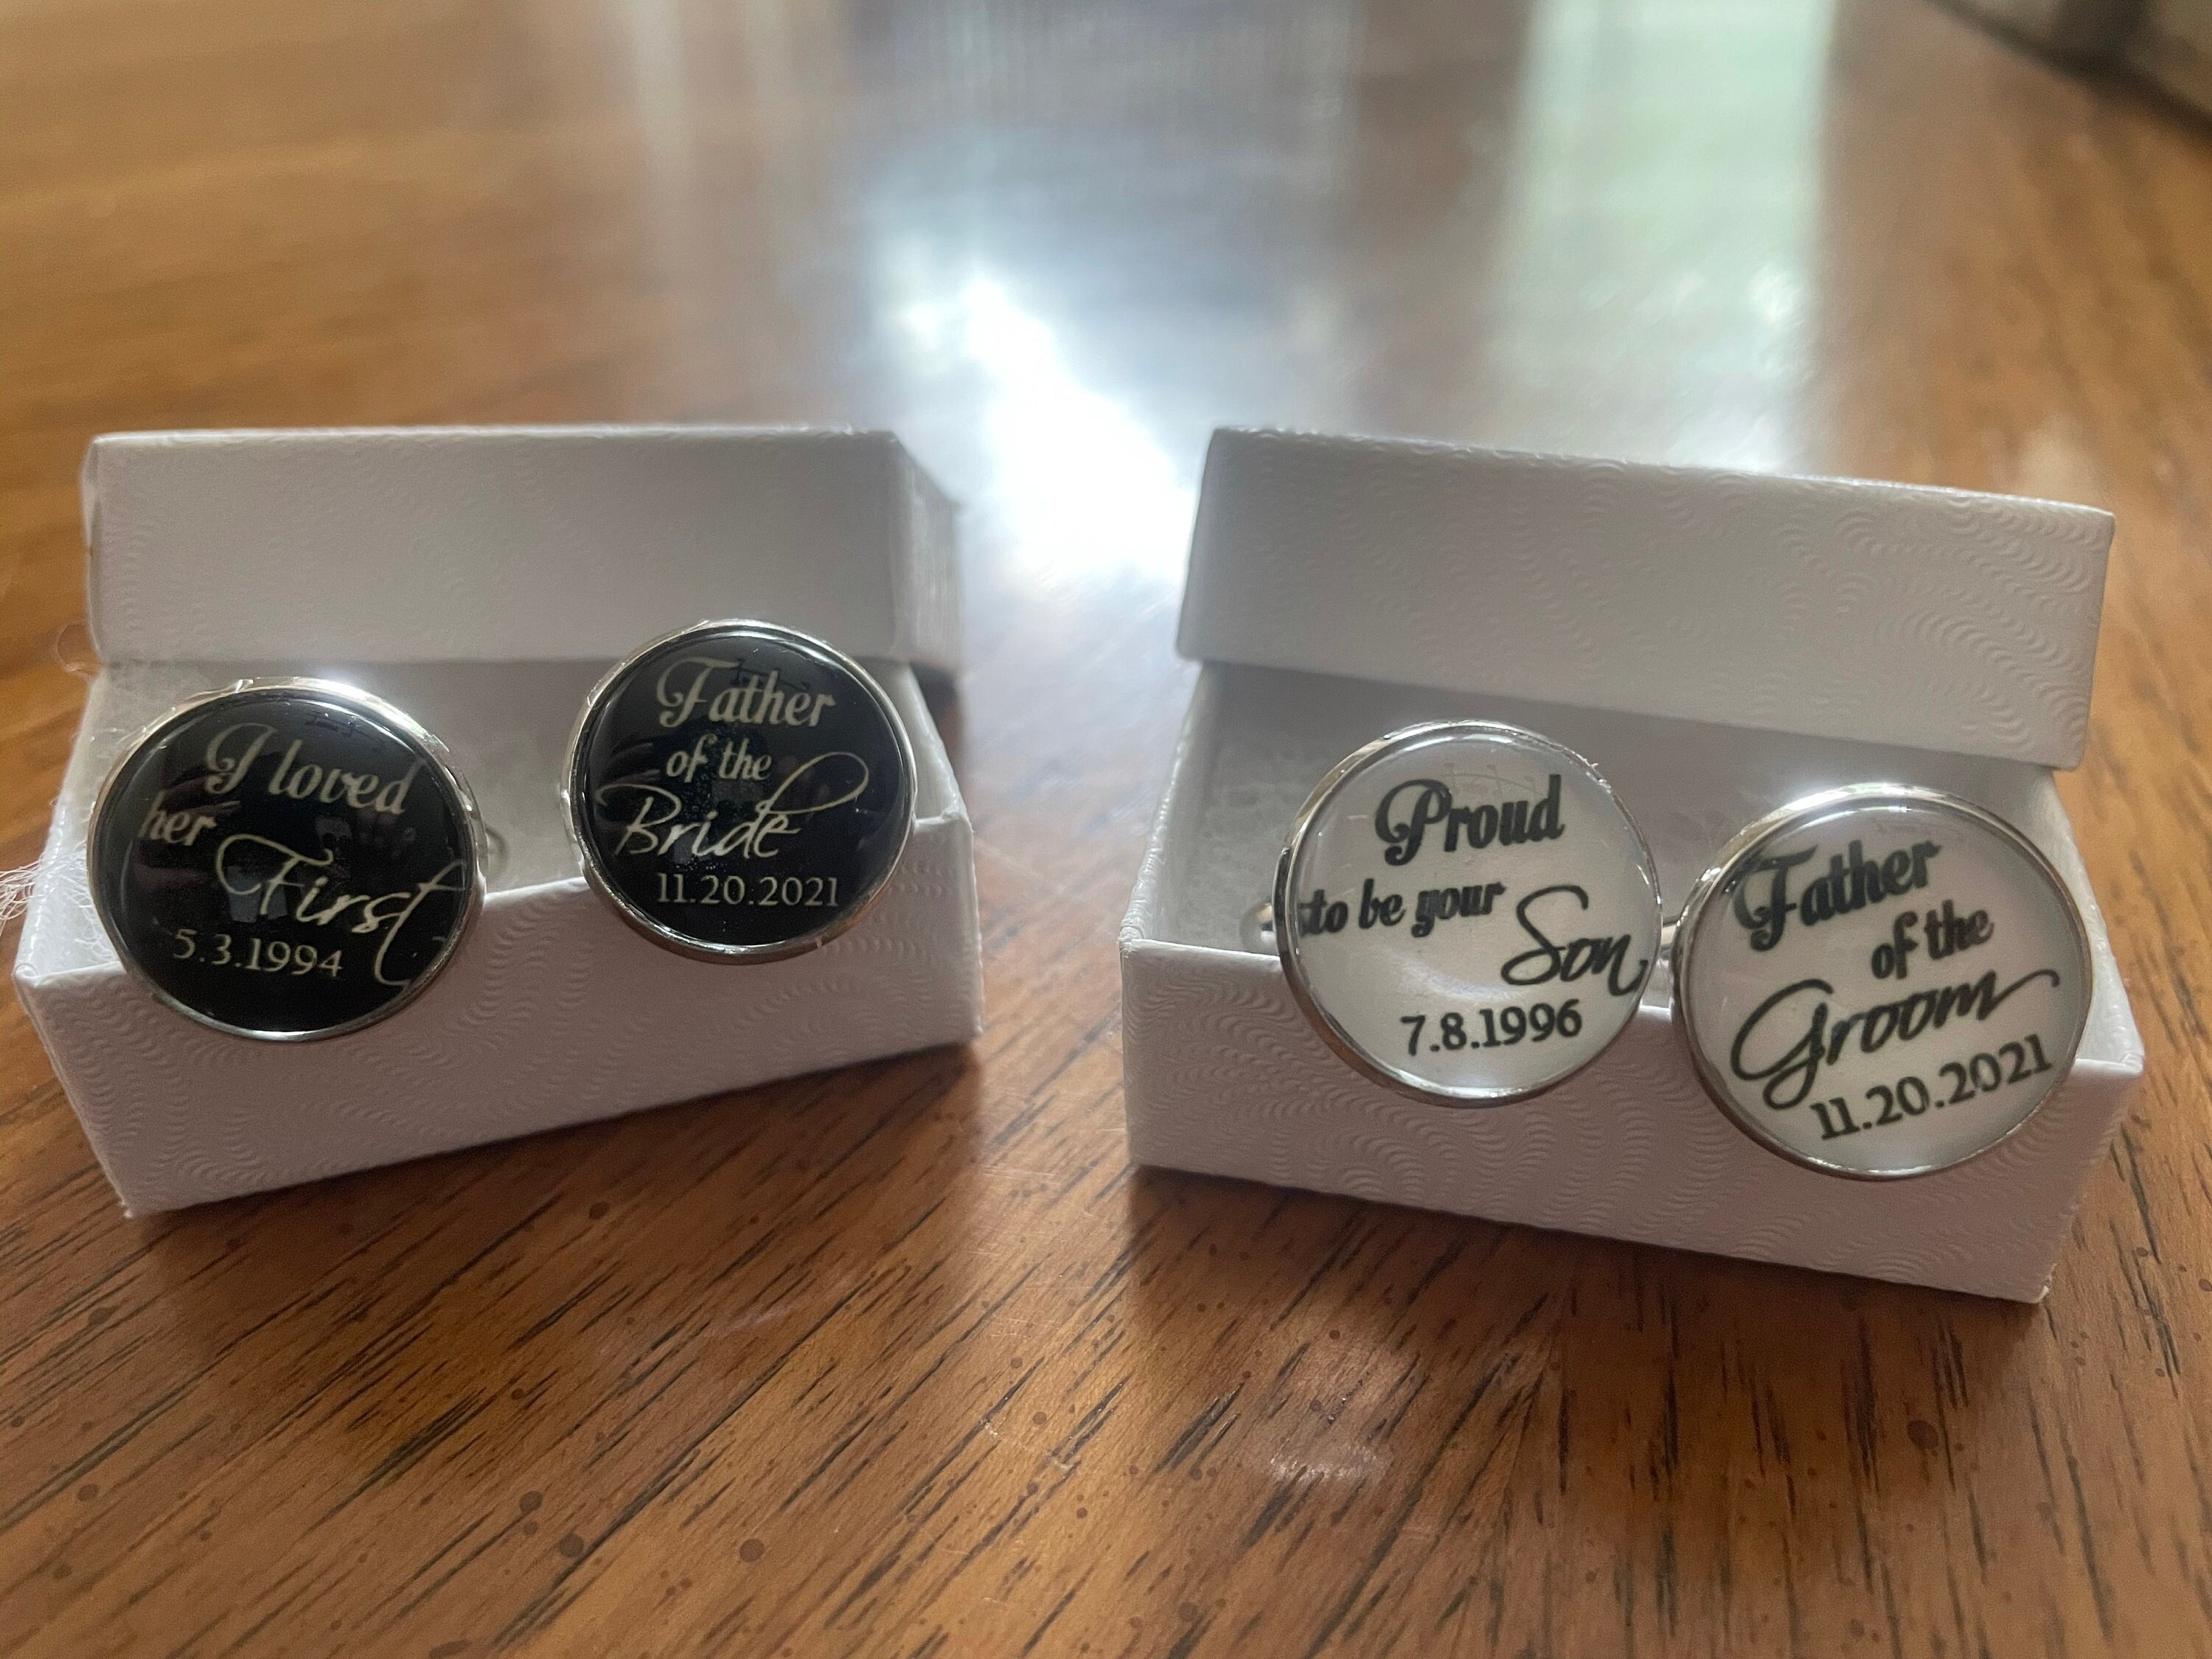 I loved
her
First
5.3.1994
Father
of the
Bride
11.20.2021
Proud
to be your
Son
7.8.1996
Father
of the
Groom
11.20.2021